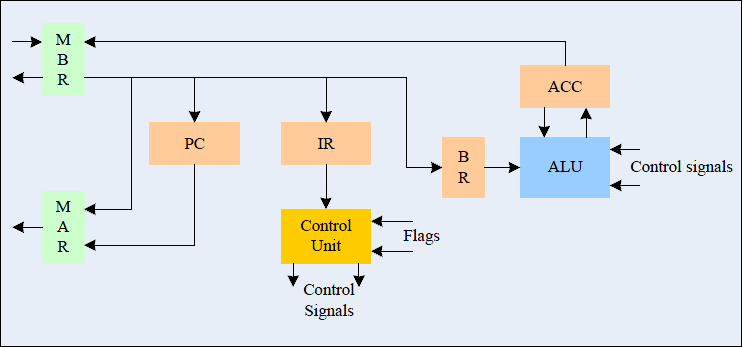 M
B
R
ACC
PC
IR
B
R
ALU
Control signals
M
A
R
Control
Unit
Flags
Control
Signals